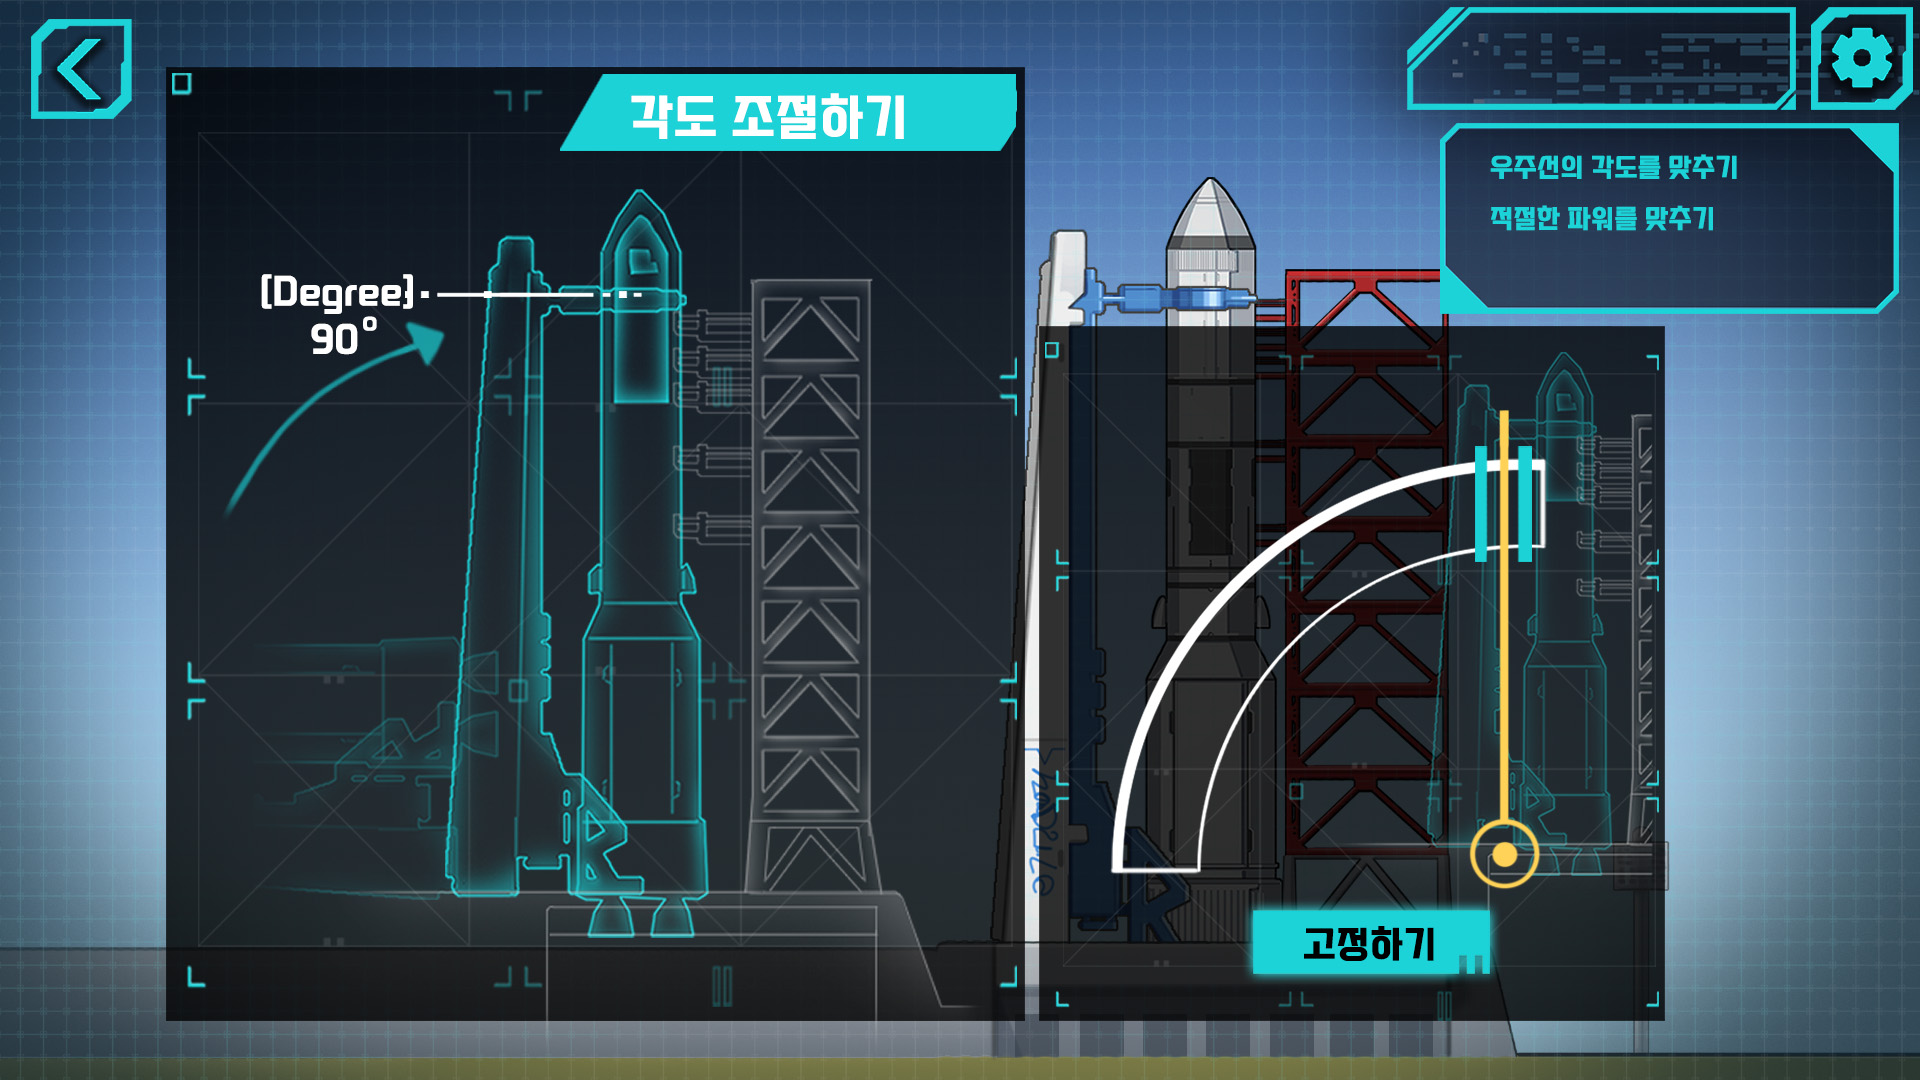 각도 조절하기
우주선의 각도를 맞추기
적절한 파워를 맞추기
[Degree]
90°
고정하기